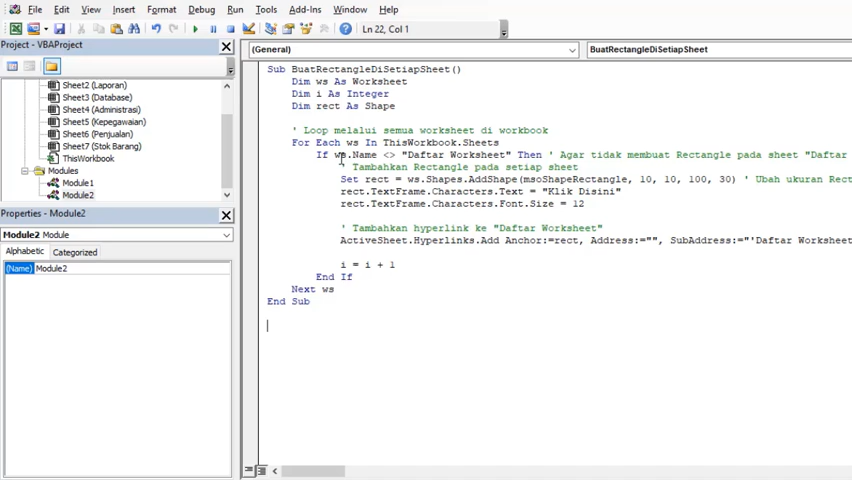 File Edit View Insert Format Debug Run Tools Add-Ins Window Help
Ln 22, Col 1
Project - VBAProject
Sheet2 (Laporan)
Sheet3 (Database)
Sheet4 (Administrasi)
Sheet5 (Kepegawaian)
Sheet6 (Penjualan)
Sheet7 (Stok Barang)
ThisWorkbook
Modules
Module1
Module2
Properties - Module2
Module2 Module
Alphabetic Categorized
(Name) Module2
(General) BuatRectangleDiSetiapSheet
Sub BuatRectangleDiSetiapSheet()
Dim ws As Worksheet
Dim i As Integer
Dim rect As Shape
' Loop melalui semua worksheet di workbook
For Each ws In ThisWorkbook.Sheets
If ws.Name <> "Daftar Worksheet" Then ' Agar tidak membuat Rectangle pada sheet "Daftar
' Tambahkan Rectangle pada setiap sheet
Set rect = ws.Shapes.AddShape(msoShapeRectangle, 10, 10, 100, 30) ' Ubah ukuran Rect
rect.TextFrame.Characters.Text = "Klik Disini"
rect.TextFrame.Characters.Font.Size = 12
' Tambahkan hyperlink ke "Daftar Worksheet"
ActiveSheet.Hyperlinks.Add Anchor:=rect, Address:="", SubAddress:="'Daftar Worksheet
i = i + 1
End If
Next ws
End Sub